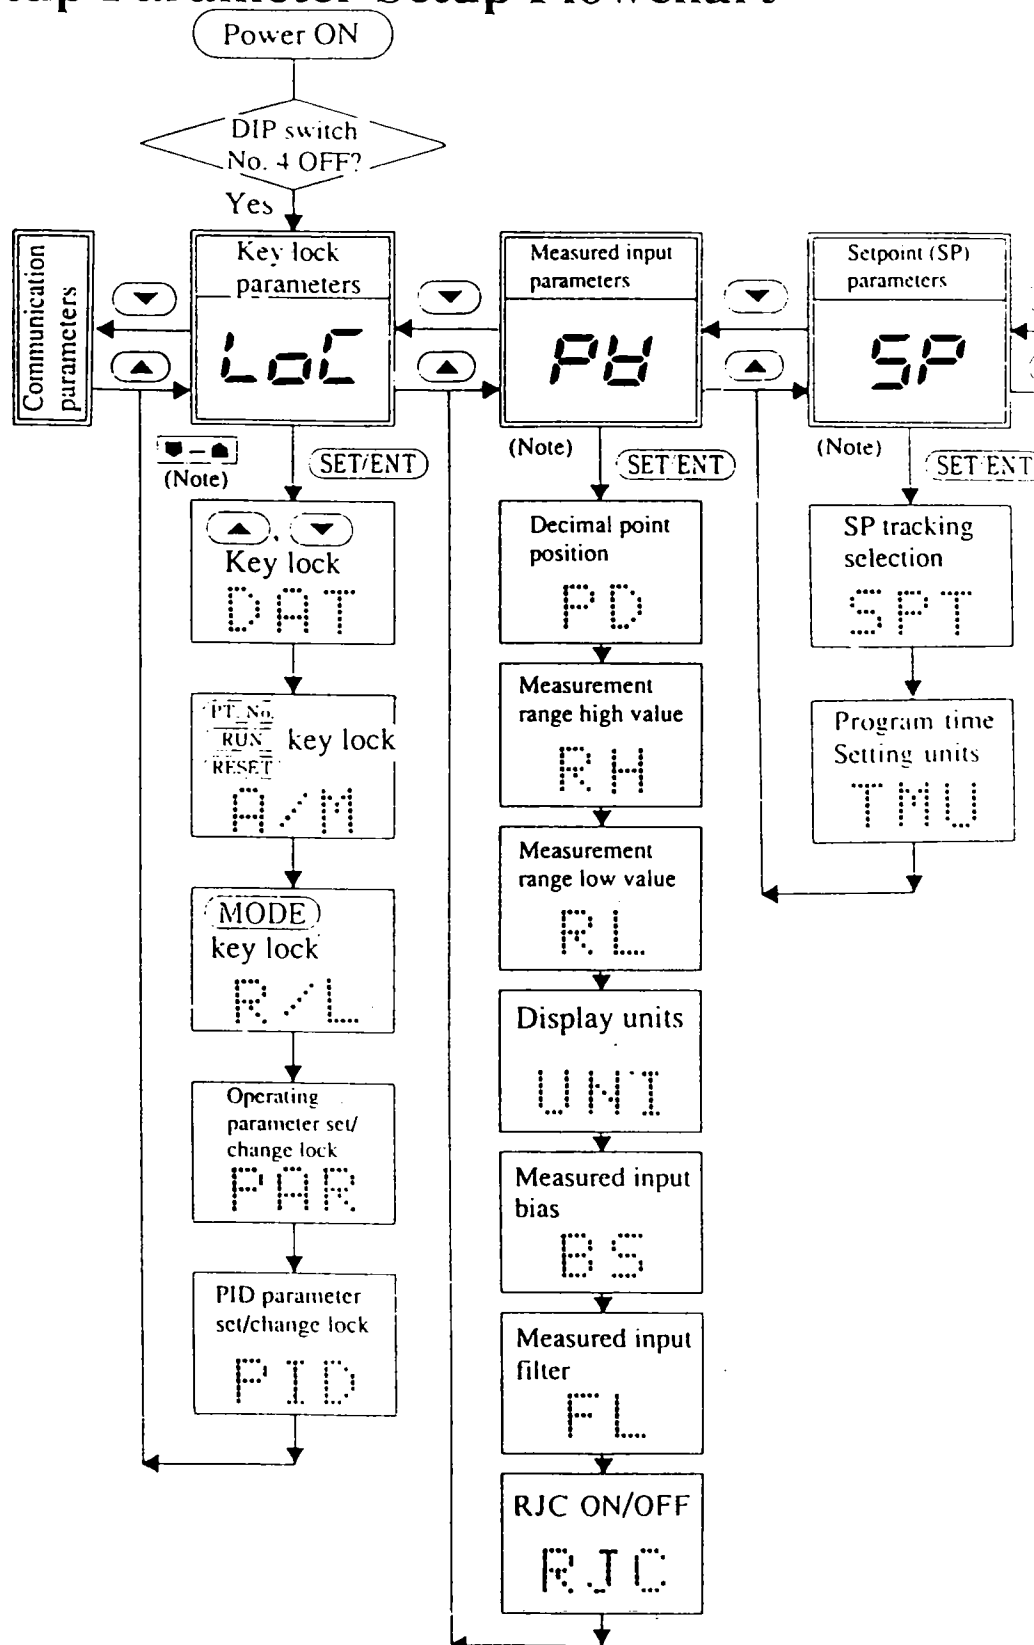 Parameter Setup Flowchart
Power ON
DIP switch
No. 4 OFF?
Yes
Communication
parameters
Key lock
parameters
LoC
(Note)
SET/ENT
Key lock
DAT
PT. No.
RUN key lock
RESET
A/M
MODE
key lock
R/L
Operating
parameter set/
change lock
PAR
PID parameter
set/change lock
PID
Measured input
parameters
(Note)
SET/ENT
Decimal point
position
PD
Measurement
range high value
RH
Measurement
range low value
RL
Display units
UNI
Measured input
bias
BS
Measured input
filter
FL
RJC ON/OFF
RJC
Setpoint (SP)
parameters
SP
(Note)
SET/ENT
SP tracking
selection
SPT
Program time
Setting units
TMU